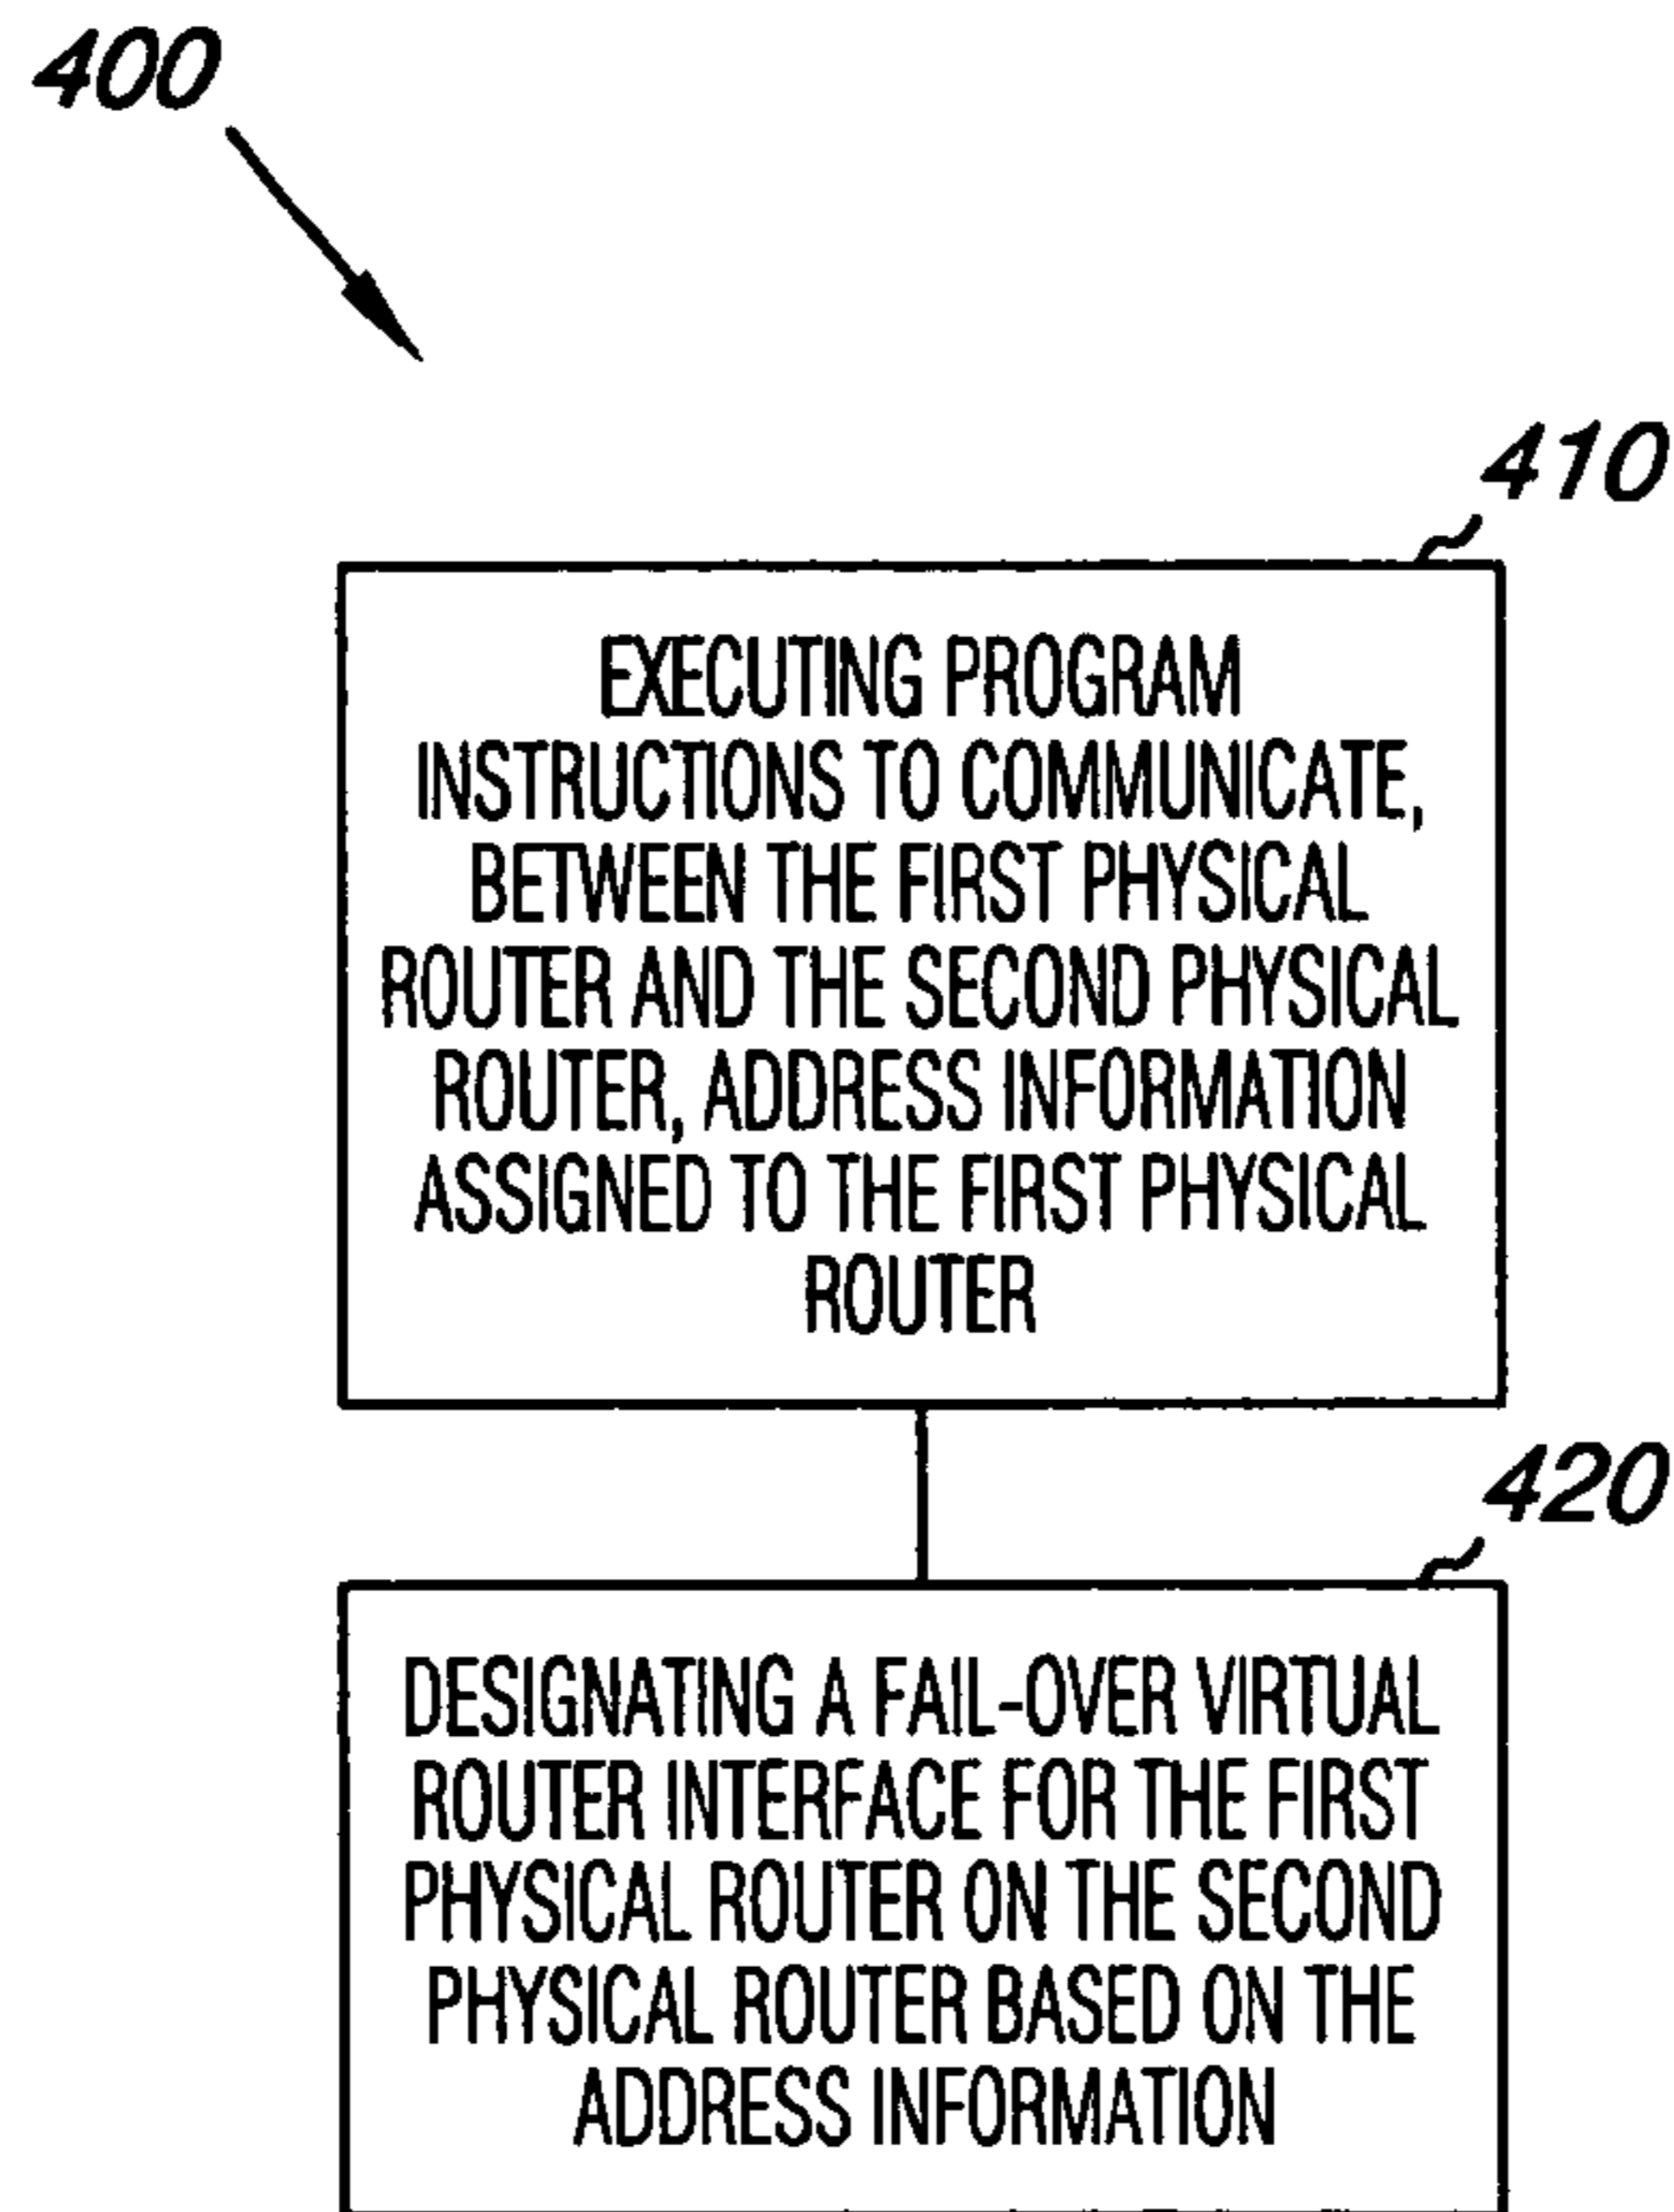 400
410
EXECUTING PROGRAM
INSTRUCTIONS TO COMMUNICATE,
BETWEEN THE FIRST PHYSICAL
ROUTER AND THE SECOND PHYSICAL
ROUTER, ADDRESS INFORMATION
ASSIGNED TO THE FIRST PHYSICAL
ROUTER
420
DESIGNATING A FAIL-OVER VIRTUAL
ROUTER INTERFACE FOR THE FIRST
PHYSICAL ROUTER ON THE SECOND
PHYSICAL ROUTER BASED ON THE
ADDRESS INFORMATION